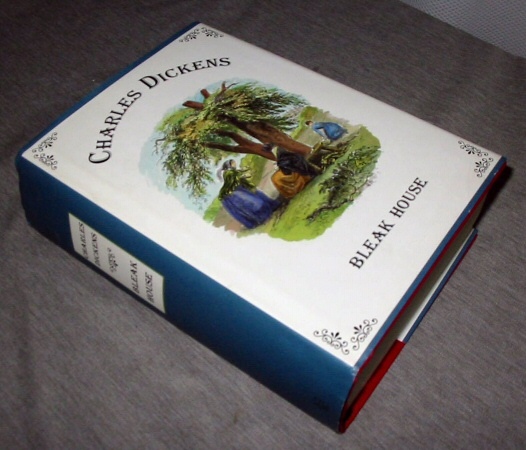 CHARLES DICKENS
BLEAK HOUSE
CHARLES
DICKENS
BLEAK
HOUSE